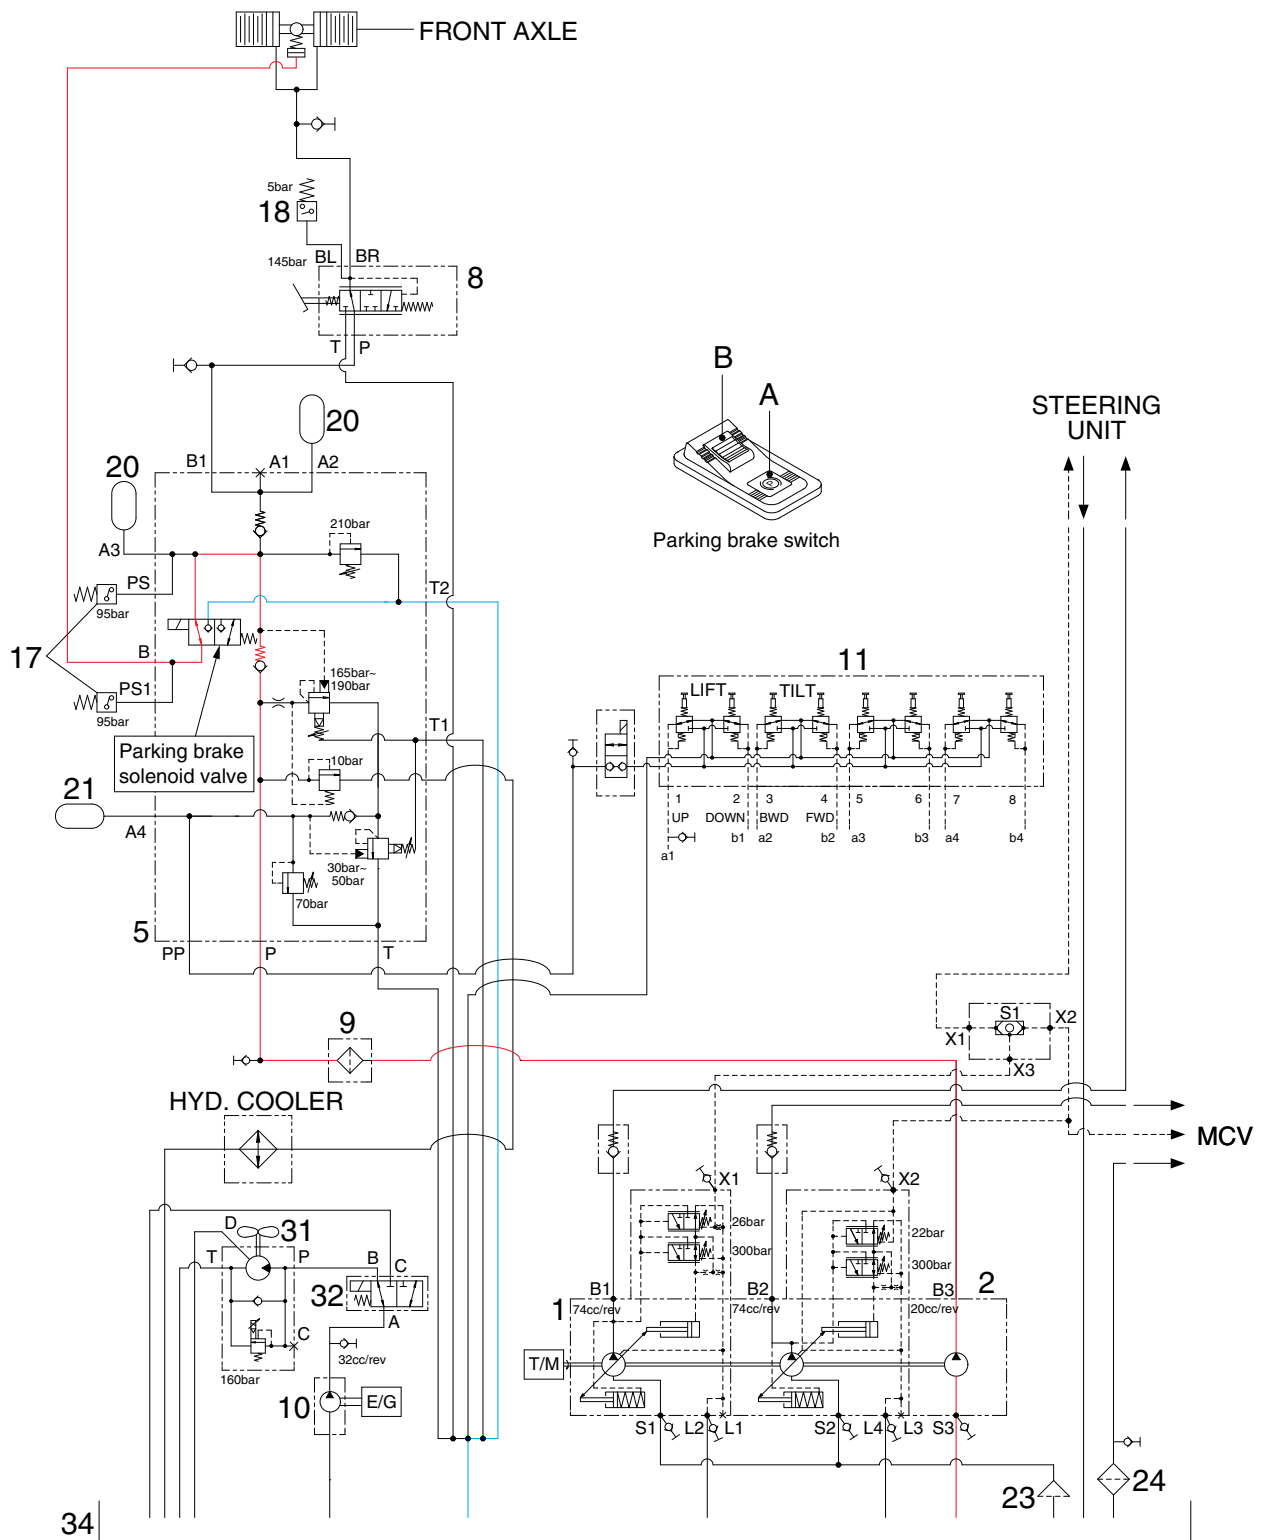 FRONT AXLE
5bar
18
BL BR
145bar
8
T P
B
A
20
20
B1 A1 A2
STEERING
UNIT
210bar
A3
Parking brake switch
PS
T2
95bar
17
B
11
165bar~
190bar
LIFT TILT
PS1
95bar
T1
Parking brake
solenoid valve
10bar
21
1 2 3 4 5 6 7 8
UP DOWN BWD FWD
A4
a1 b1 a2 b2 a3 b3 a4 b4
30bar~
50bar
70bar
5
PP P T
9
S1
X1 X2
X3
HYD. COOLER
MCV
X1 X2
D 31
26bar 22bar
T P
B C
300bar 300bar
32
B1 B2 B3 2
1 74cc/rev 74cc/rev 20cc/rev
A
C
32cc/rev
T/M
160bar
10
E/G
S1 L2 L1 S2 L4 L3 S3
23 24
34